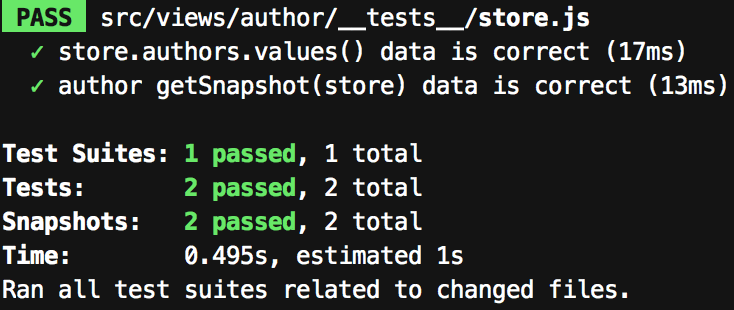 PASS src/views/author/__tests__/store.js
✓ store.authors.values() data is correct (17ms)
✓ author getSnapshot(store) data is correct (13ms)
Test Suites: 1 passed, 1 total
Tests: 2 passed, 2 total
Snapshots: 2 passed, 2 total
Time: 0.495s, estimated 1s
Ran all test suites related to changed files.